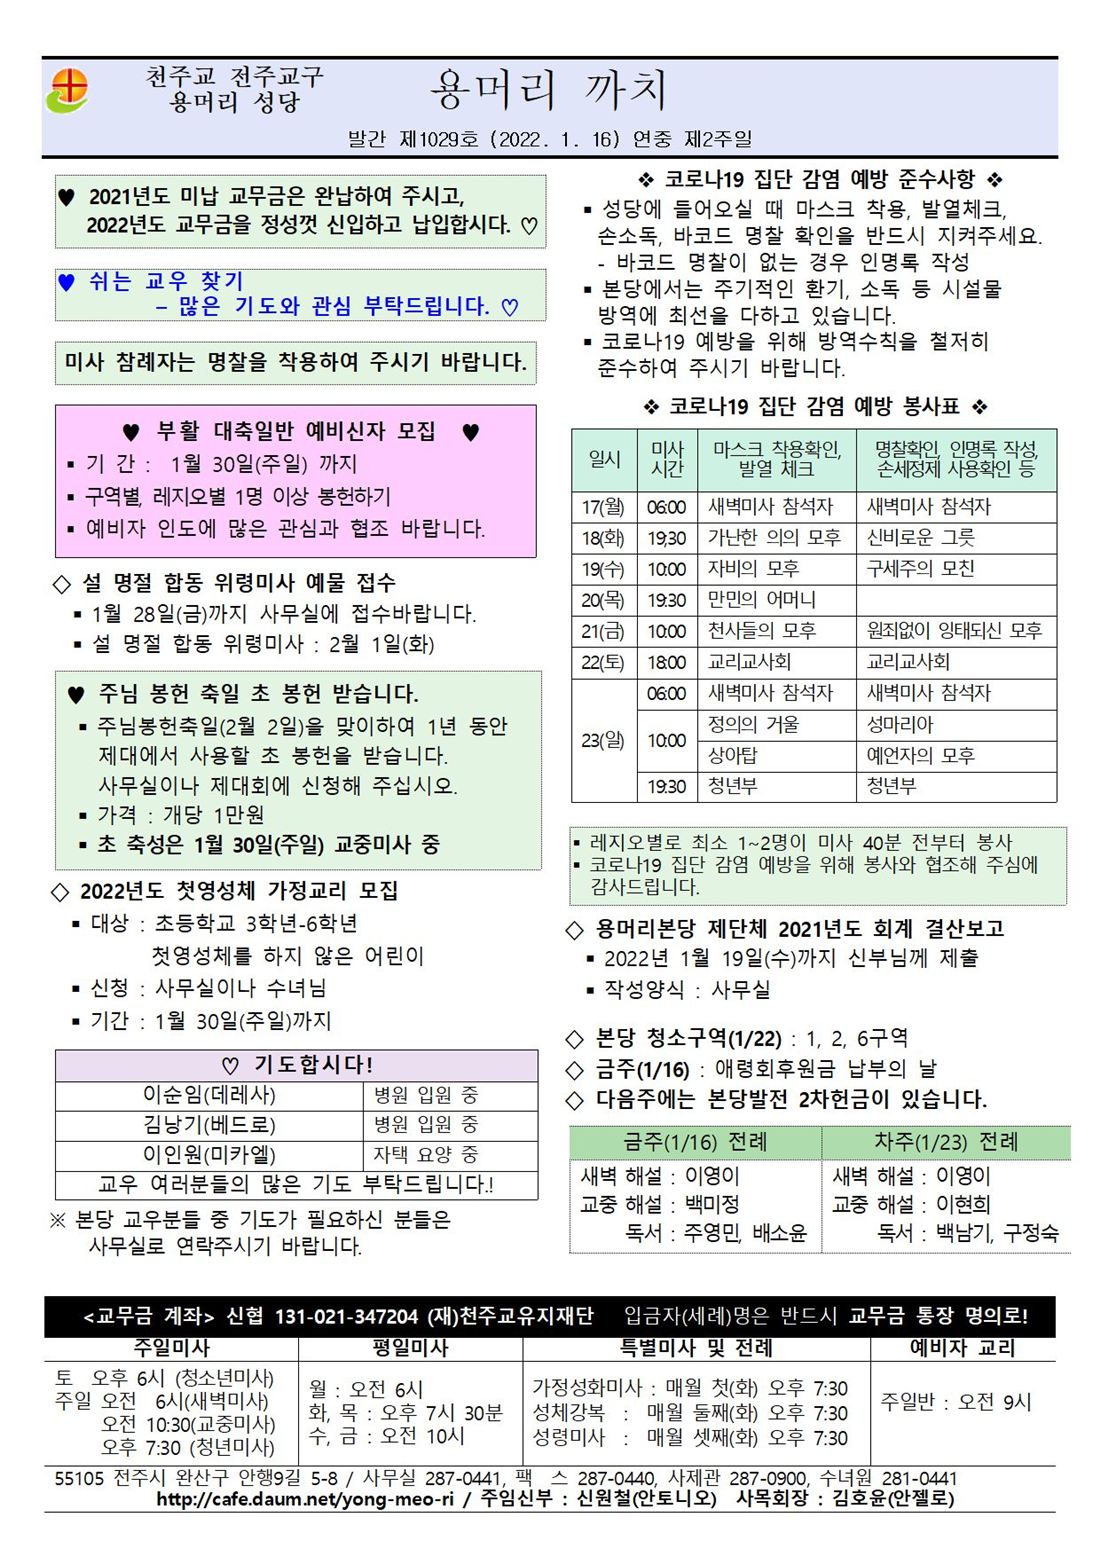 천주교 전주교구
용머리 성당
용머리 까치
발간 제1029호 (2022. 1. 16) 연중 제2주일
♥ 2021년도 미납 교무금은 완납하여 주시고,
2022년도 교무금을 정성껏 신입하고 납입합시다. ♡
♥ 쉬는 교우 찾기
– 많은 기도와 관심 부탁드립니다. ♡
미사 참례자는 명찰을 착용하여 주시기 바랍니다.
♥ 부활 대축일반 예비신자 모집 ♥
▪ 기 간 : 1월 30일(주일) 까지
▪ 구역별, 레지오별 1명 이상 봉헌하기
▪ 예비자 인도에 많은 관심과 협조 바랍니다.
◇ 설 명절 합동 위령미사 예물 접수
▪ 1월 28일(금)까지 사무실에 접수바랍니다.
▪ 설 명절 합동 위령미사 : 2월 1일(화)
♥ 주님 봉헌 축일 초 봉헌 받습니다.
▪ 주님봉헌축일(2월 2일)을 맞이하여 1년 동안
제대에서 사용할 초 봉헌을 받습니다.
사무실이나 제대회에 신청해 주십시오.
▪ 가격 : 개당 1만원
▪ 초 축성은 1월 30일(주일) 교중미사 중
◇ 2022년도 첫영성체 가정교리 모집
▪ 대상 : 초등학교 3학년-6학년
첫영성체를 하지 않은 어린이
▪ 신청 : 사무실이나 수녀님
▪ 기간 : 1월 30일(주일)까지
♡ 기도합시다!
이순임(데레사) 병원 입원 중
김낭기(베드로) 병원 입원 중
이인원(미카엘) 자택 요양 중
교우 여러분들의 많은 기도 부탁드립니다.!
※ 본당 교우분들 중 기도가 필요하신 분들은
사무실로 연락주시기 바랍니다.
❖ 코로나19 집단 감염 예방 준수사항 ❖
▪ 성당에 들어오실 때 마스크 착용, 발열체크,
손소독, 바코드 명찰 확인을 반드시 지켜주세요.
- 바코드 명찰이 없는 경우 인명록 작성
▪ 본당에서는 주기적인 환기, 소독 등 시설물
방역에 최선을 다하고 있습니다.
▪ 코로나19 예방을 위해 방역수칙을 철저히
준수하여 주시기 바랍니다.
❖ 코로나19 집단 감염 예방 봉사표 ❖
일시 미사 시간 마스크 착용확인, 발열 체크 명찰확인, 인명록 작성, 손세정제 사용확인 등
17(월) 06:00 새벽미사 참석자 새벽미사 참석자
18(화) 19;30 가난한 의의 모후 신비로운 그릇
19(수) 10:00 자비의 모후 구세주의 모친
20(목) 19:30 만민의 어머니
21(금) 10:00 천사들의 모후 원죄없이 잉태되신 모후
22(토) 18:00 교리교사회 교리교사회
23(일) 06:00 새벽미사 참석자 새벽미사 참석자
10:00 정의의 거울 성마리아
상아탑 예언자의 모후
19:30 청년부 청년부
▪ 레지오별로 최소 1~2명이 미사 40분 전부터 봉사
▪ 코로나19 집단 감염 예방을 위해 봉사와 협조해 주심에
감사드립니다.
◇ 용머리본당 제단체 2021년도 회계 결산보고
▪ 2022년 1월 19일(수)까지 신부님께 제출
▪ 작성양식 : 사무실
◇ 본당 청소구역(1/22) : 1, 2, 6구역
◇ 금주(1/16) : 애령회후원금 납부의 날
◇ 다음주에는 본당발전 2차헌금이 있습니다.
금주(1/16) 전례 차주(1/23) 전례
새벽 해설 : 이영이 새벽 해설 : 이영이
교중 해설 : 백미정 교중 해설 : 이현희
독서 : 주영민, 배소윤 독서 : 백남기, 구정숙
<교무금 계좌> 신협 131-021-347204 (재)천주교유지재단 입금자(세례)명은 반드시 교무금 통장 명의로!
주일미사 평일미사 특별미사 및 전례 예비자 교리
토 오후 6시 (청소년미사)
주일 오전 6시(새벽미사)
오전 10:30(교중미사)
오후 7:30 (청년미사)
월 : 오전 6시
화, 목 : 오후 7시 30분
수, 금 : 오전 10시
가정성화미사 : 매월 첫(화) 오후 7:30
성체강복 : 매월 둘째(화) 오후 7:30
성령미사 : 매월 셋째(화) 오후 7:30
주일반 : 오전 9시
55105 전주시 완산구 안행9길 5-8 / 사무실 287-0441, 팩 스 287-0440, 사제관 287-0900, 수녀원 281-0441
http://cafe.daum.net/yong-meo-ri / 주임신부 : 신원철(안토니오) 사목회장 : 김호윤(안젤로)